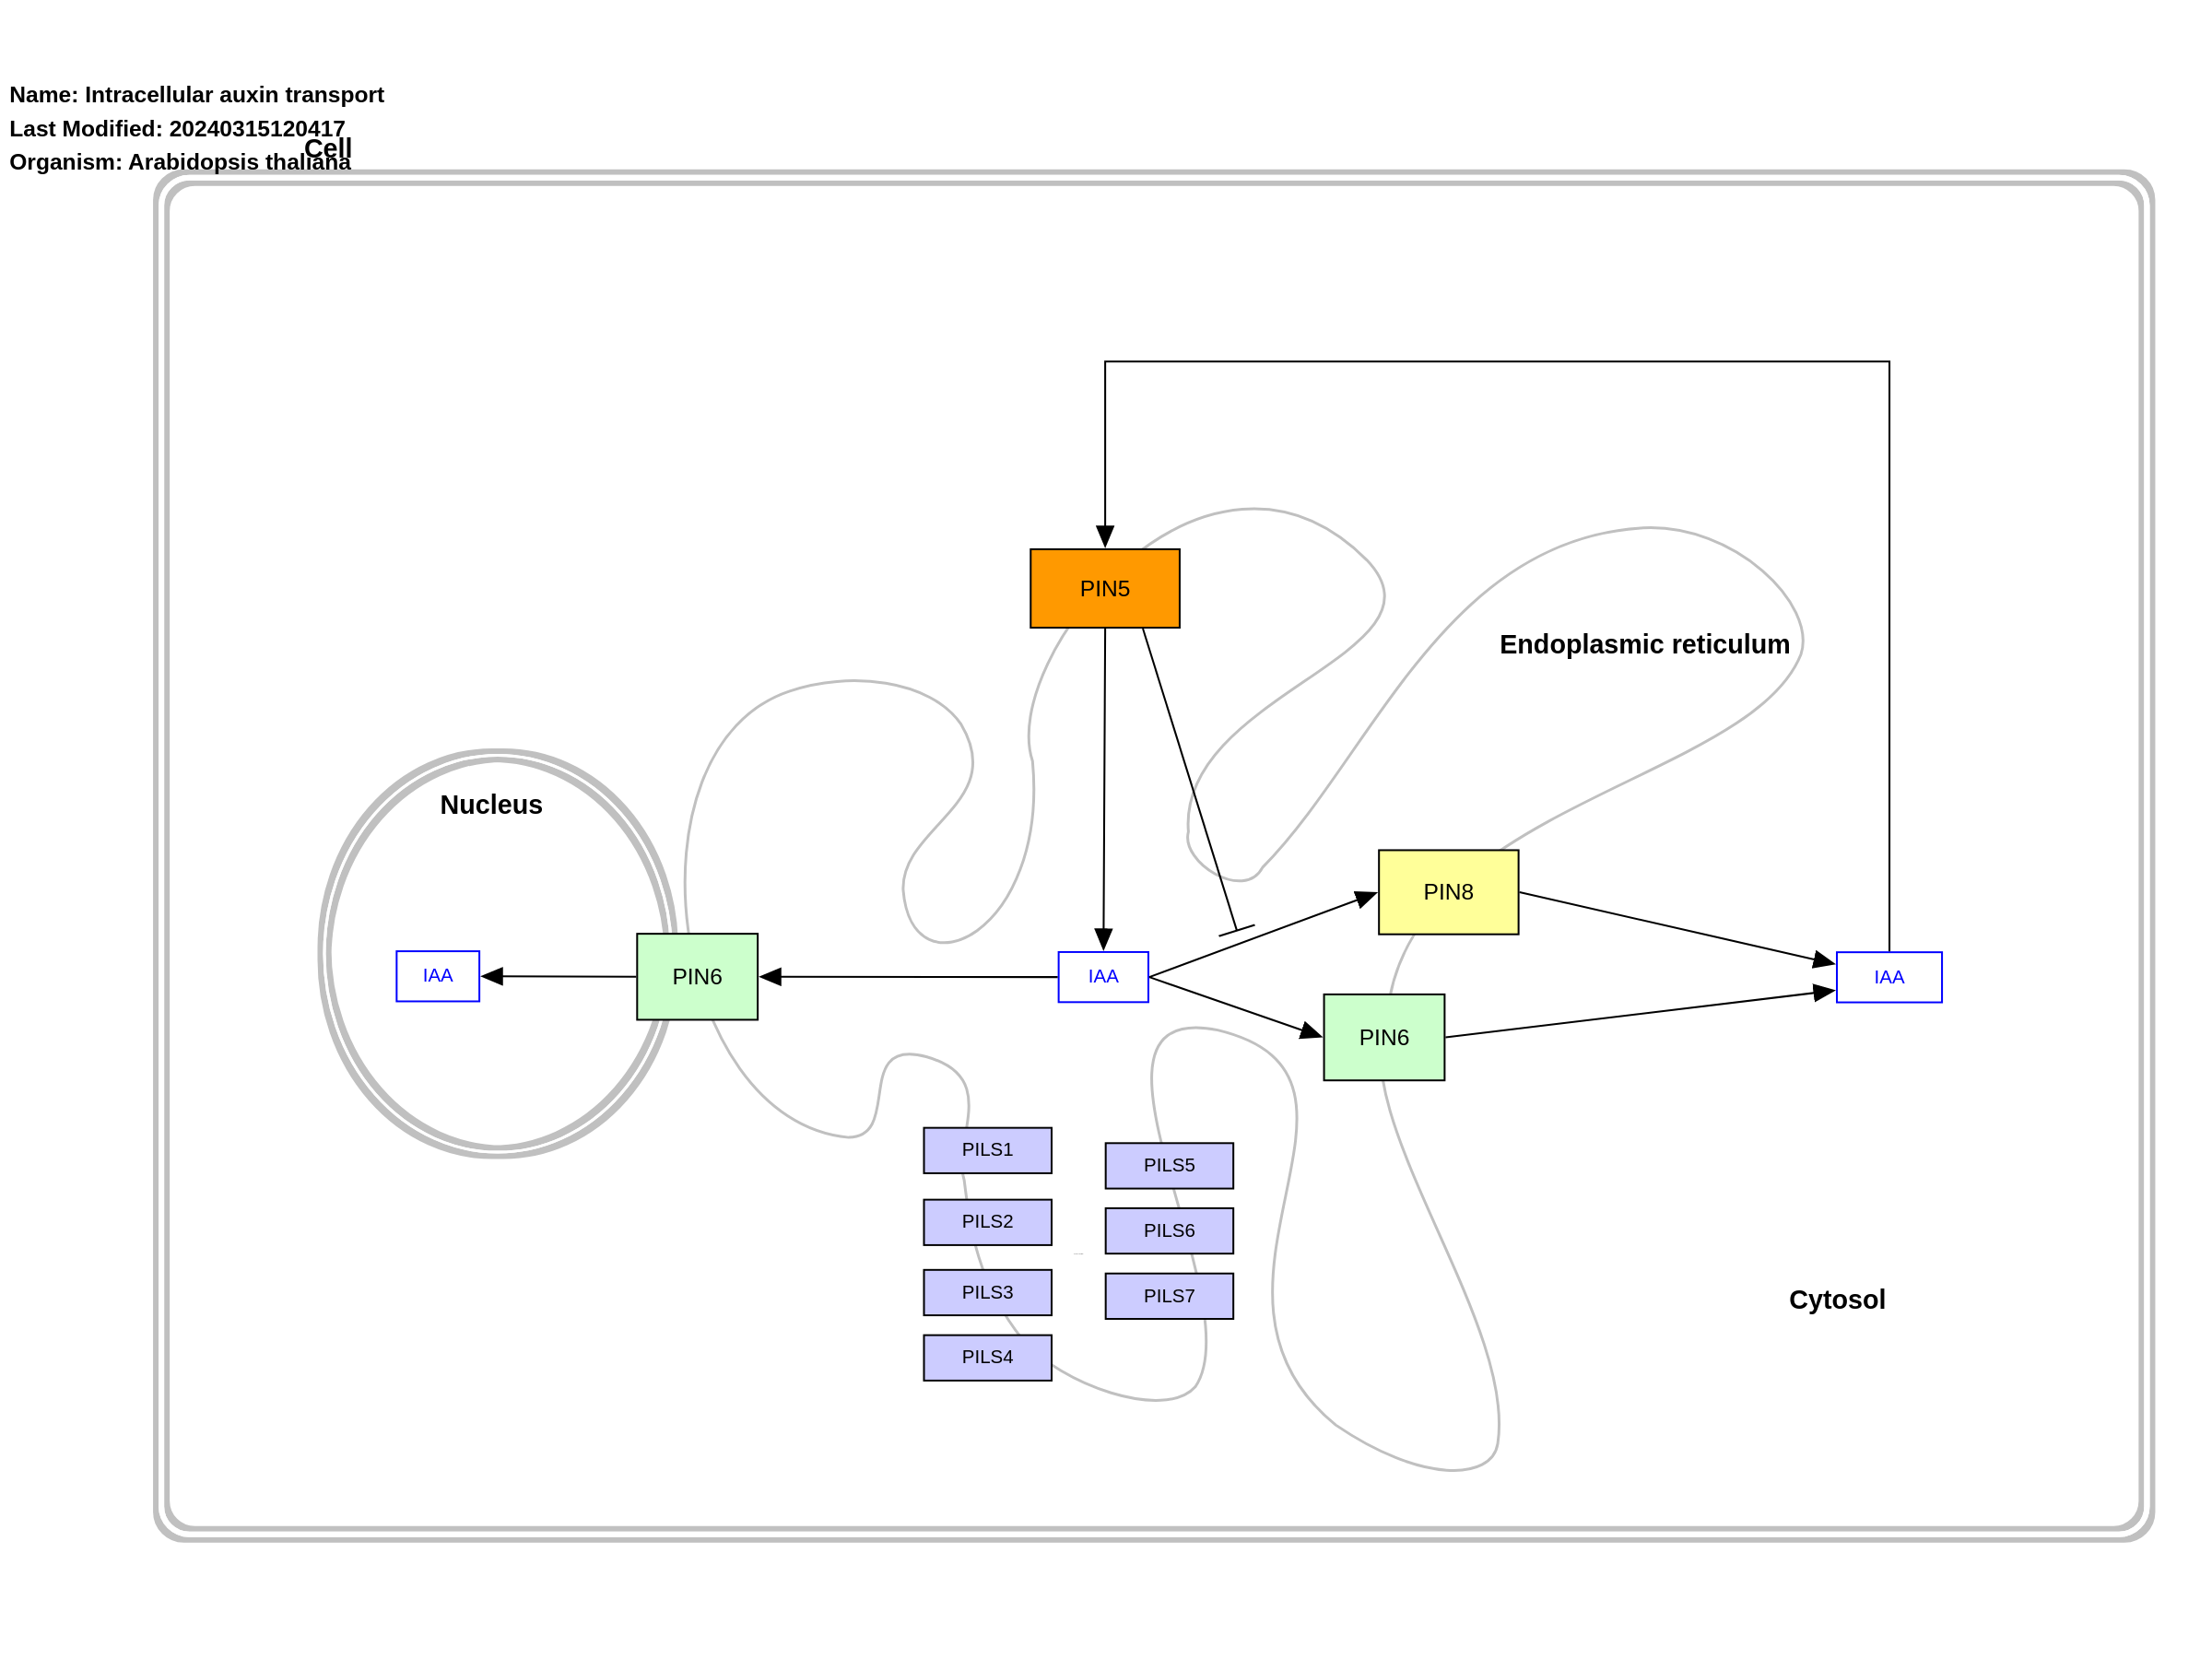 Name: Intracellular auxin transport
Last Modified: 20240315120417
Cell
Organism: Arabidopsis thaliana
PIN5
Endoplasmic reticulum
Nucleus
PIN8
IAA
PIN6
IAA
IAA
PIN6
PILS1
PILS5
PILS2
PILS6
PILS3
PILS7
Cytosol
PILS4